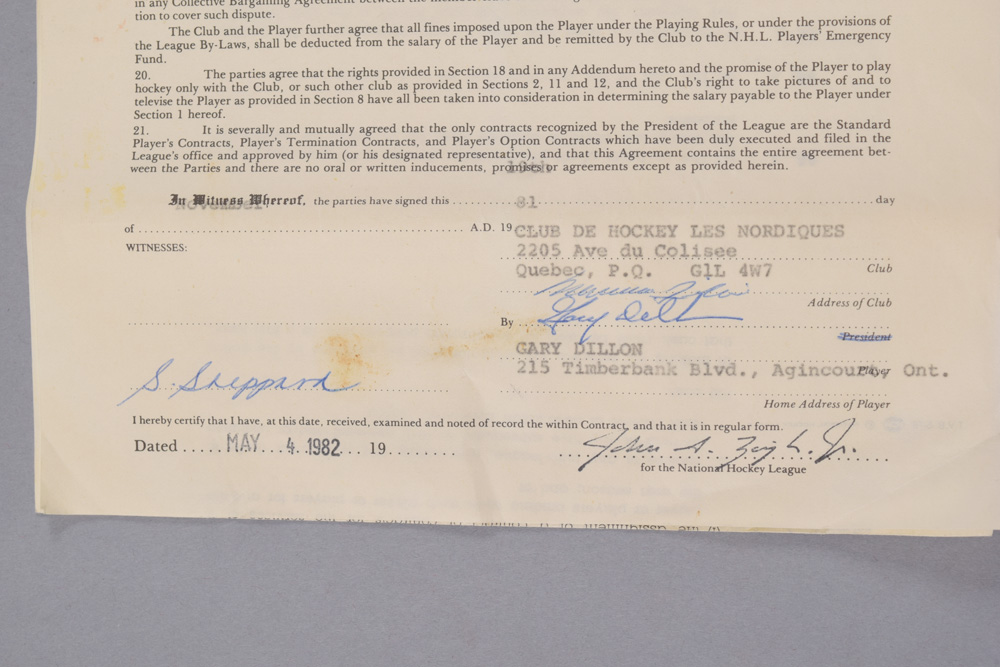 in any Collective Bargaining Agreement between the
tion to cover such dispute.
The Club and the Player further agree that all fines imposed upon the Player under the Playing Rules, or under the provisions of
the League By-Laws, shall be deducted from the salary of the Player and be remitted by the Club to the N.H.L. Players' Emergency
Fund.
20. The parties agree that the rights provided in Section 18 and in any Addendum hereto and the promise of the Player to play
hockey only with the Club, or such other club as provided in Sections 2, 11 and 12, and the Club's right to take pictures of and to
televise the Player as provided in Section 8 have all been taken into consideration in determining the salary payable to the Player under
Section 1 hereof.
21. It is severally and mutually agreed that the only contracts recognized by the President of the League are the Standard
Player's Contracts, Player's Termination Contracts, and Player's Option Contracts which have been duly executed and filed in the
League's office and approved by him (or his designated representative), and that this Agreement contains the entire agreement bet-
ween the Parties and there are no oral or written inducements, promises or agreements except as provided herein.
In Witness Whereof, the parties have signed this day
November
81
of A.D. 19
CLUB DE HOCKEY LES NORDIQUES
WITNESSES:
2205 Ave du Colisee
Quebec, P.Q. G1L 4W7 Club
Address of Club
By Gary Dillon
President
GARY DILLON
215 Timberbank Blvd., Agincourt, Ont.
Player
S. Sheppard
Home Address of Player
I hereby certify that I have, at this date, received, examined and noted of record the within Contract, and that it is in regular form.
Dated MAY 4 1982 19 John A. Ziegler Jr.
for the National Hockey League